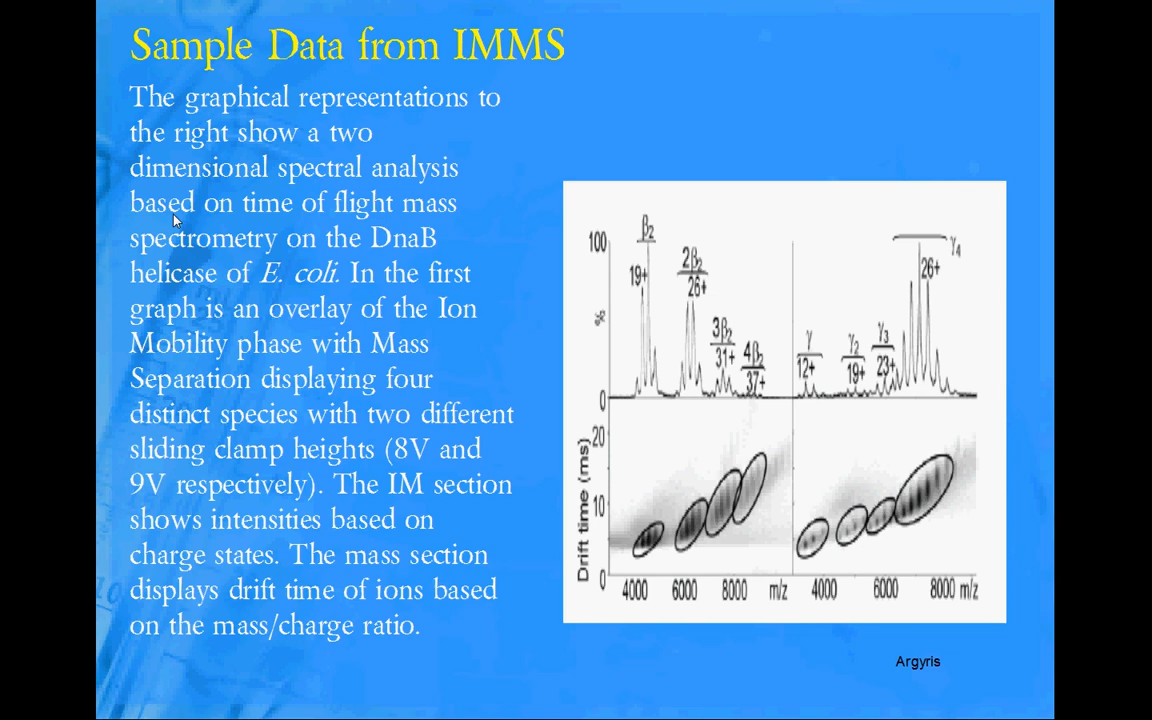 Sample Data from IMMS
The graphical representations to
the right show a two
dimensional spectral analysis
based on time of flight mass
spectrometry on the DnaB
helicase of E. coli. In the first
graph is an overlay of the Ion
Mobility phase with Mass
Separation displaying four
distinct species with two different
sliding clamp heights (8V and
9V respectively). The IM section
shows intensities based on
charge states. The mass section
displays drift time of ions based
on the mass/charge ratio.
β2
2β2
γ4
100
19+
26+
26+
%
3β2
4β2
γ
γ2
γ3
31+
37+
12+
19+
23+
0
Drift time (ms)
20
10
0
4000 6000 8000 m/z 4000 6000 8000 m/z
Argyris